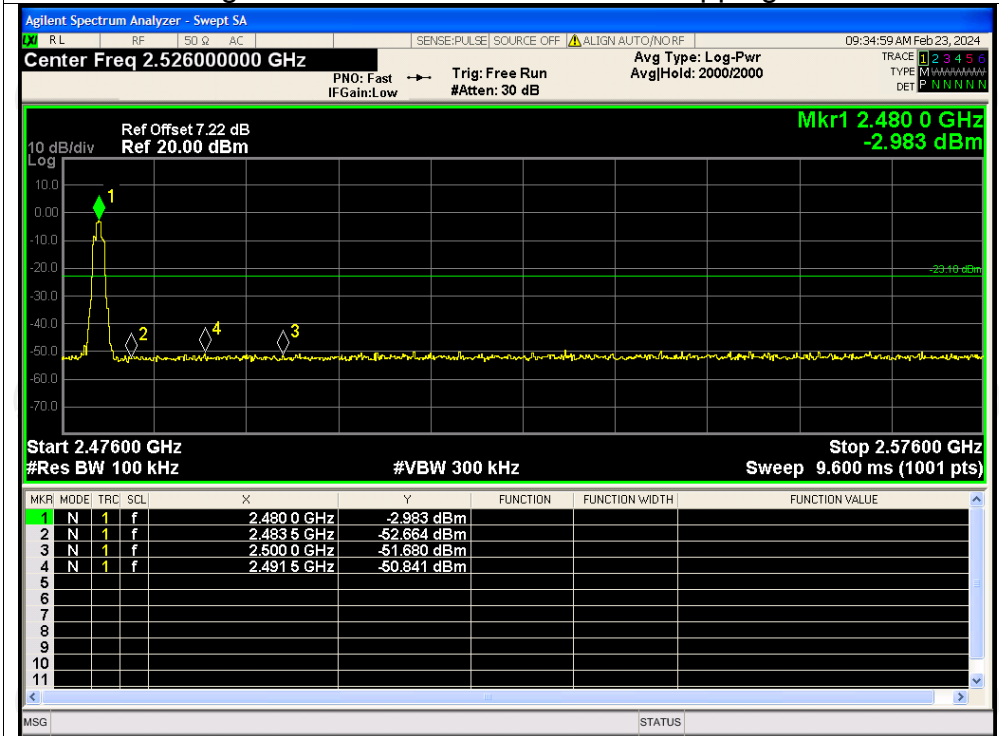 Agilent Spectrum Analyzer - Swept SA
LXI RL RF 50 Ω AC SENSE:PULSE SOURCE OFF ALIGN AUTO/NO RF 09:34:59 AM Feb 23, 2024
Center Freq 2.526000000 GHz
PNO: Fast
IFGain:Low
Trig: Free Run
#Atten: 30 dB
Avg Type: Log-Pwr
Avg|Hold: 2000/2000
TRACE 1 2 3 4 5 6
TYPE M
DET P N N N N N
Mkr1 2.480 0 GHz
-2.983 dBm
Ref Offset 7.22 dB
10 dB/div Ref 20.00 dBm
Log
10.0
0.00
-10.0
-20.0
-30.0
-40.0
-50.0
-60.0
-70.0
1
2
4
3
-23.10 dBm
Start 2.47600 GHz Stop 2.57600 GHz
#Res BW 100 kHz #VBW 300 kHz Sweep 9.600 ms (1001 pts)
MKR MODE TRC SCL X Y FUNCTION FUNCTION WIDTH FUNCTION VALUE
1 N 1 f 2.480 0 GHz -2.983 dBm
2 N 1 f 2.483 5 GHz -52.664 dBm
3 N 1 f 2.500 0 GHz -51.680 dBm
4 N 1 f 2.491 5 GHz -50.841 dBm
5
6
7
8
9
10
11
MSG STATUS